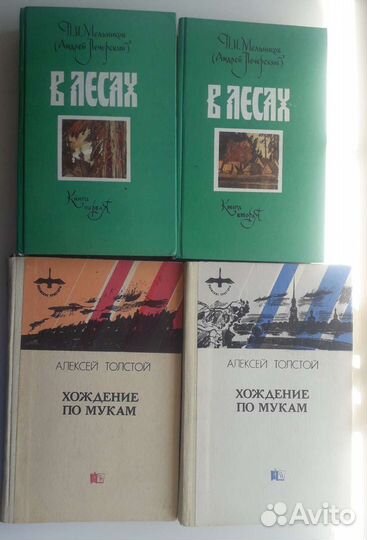 П.И. Мельников
(Андрей Печерский)
В ЛЕСАХ
Книга первая
П.И. Мельников
(Андрей Печерский)
В ЛЕСАХ
Книга вторая
АЛЕКСЕЙ ТОЛСТОЙ
ХОЖДЕНИЕ
ПО МУКАМ
АЛЕКСЕЙ ТОЛСТОЙ
ХОЖДЕНИЕ
ПО МУКАМ
Avito